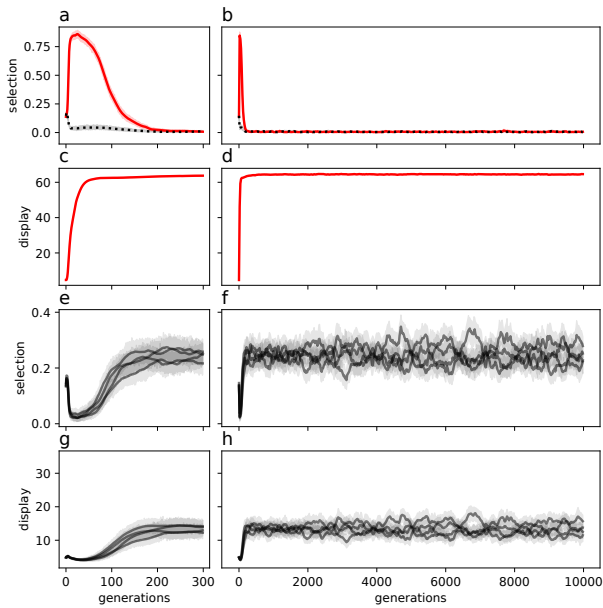 a
b
selection
0.75
0.50
0.25
0.00
c
d
display
60
40
20
e
f
selection
0.4
0.2
0.0
g
h
display
30
20
10
0 100 200 300
0 2000 4000 6000 8000 10000
generations
generations